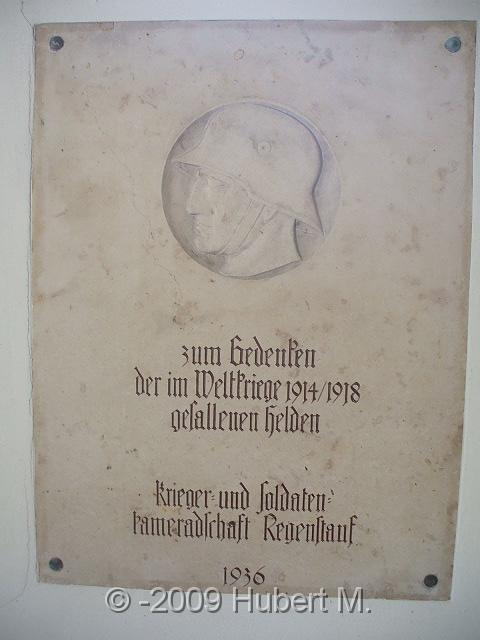 zum Gedenken
der im Weltkriege 1914/1918
gefallenen Helden
Krieger- und Soldaten-
kameradschaft Regenstauf
1936
© -2009 Hubert M.